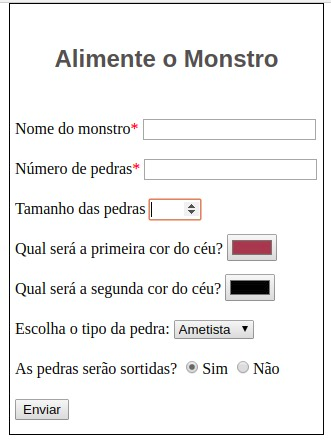 Alimente o Monstro
Nome do monstro*
Número de pedras*
Tamanho das pedras
Qual será a primeira cor do céu?
Qual será a segunda cor do céu?
Escolha o tipo da pedra: Ametista
As pedras serão sortidas? Sim Não
Enviar